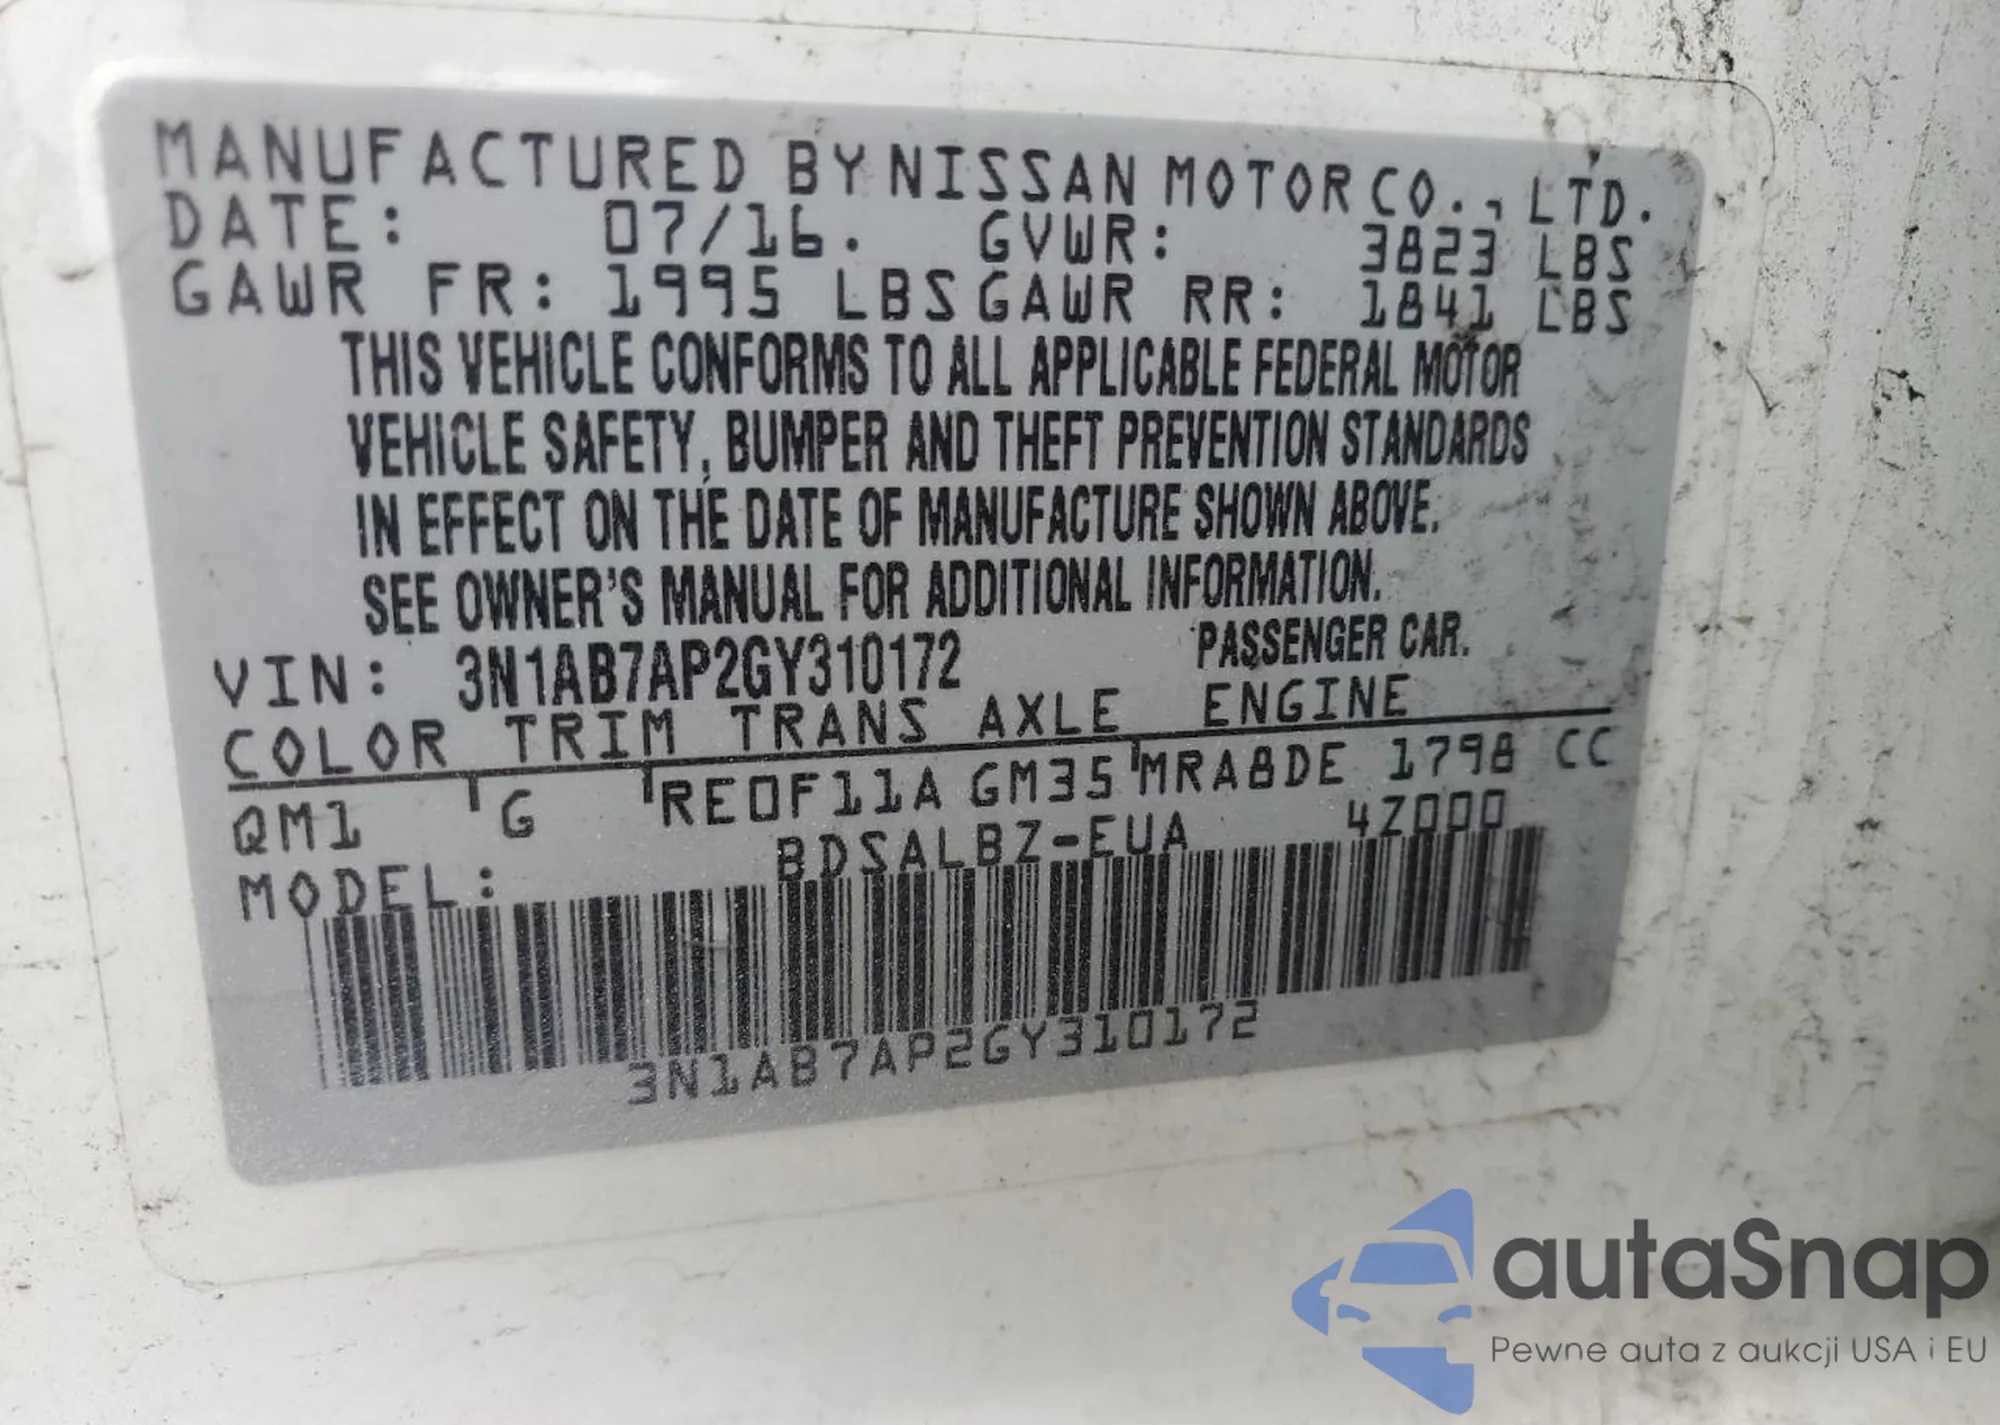 MANUFACTURED BY NISSAN MOTOR CO., LTD.
DATE: 07/16. GVWR: 3823 LBS
GAWR FR: 1995 LBS GAWR RR: 1841 LBS
THIS VEHICLE CONFORMS TO ALL APPLICABLE FEDERAL MOTOR
VEHICLE SAFETY, BUMPER AND THEFT PREVENTION STANDARDS
IN EFFECT ON THE DATE OF MANUFACTURE SHOWN ABOVE.
SEE OWNER'S MANUAL FOR ADDITIONAL INFORMATION.
VIN: 3N1AB7AP2GY310172 PASSENGER CAR.
COLOR TRIM TRANS AXLE ENGINE
QM1 G RE0F11A GM35 MRA8DE 1798 CC
MODEL: BDSALBZ-EUA 4Z000
3N1AB7AP2GY310172
autaSnap
Pewne auta z aukcji USA i EU